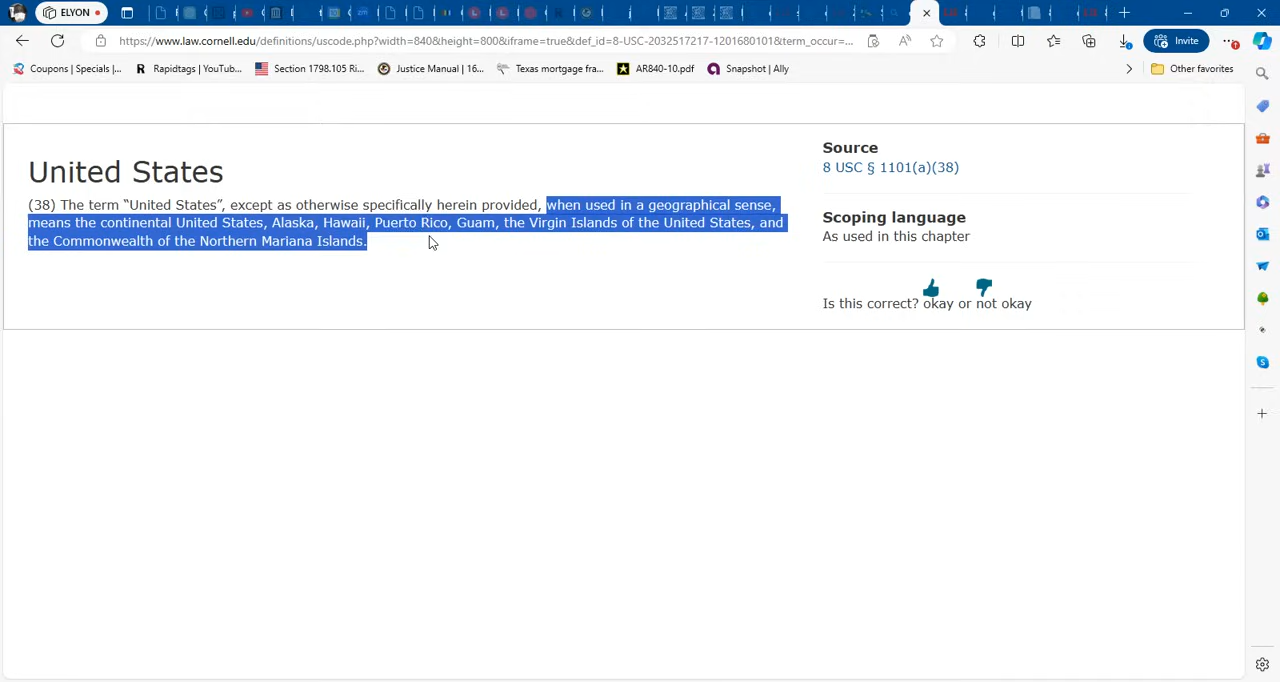 ELYON
https://www.law.cornell.edu/definitions/uscode.php?width=840&height=800&iframe=true&def_id=8-USC-2032517217-1201680101&term_occur=...
Invite
Coupons | Specials |...
Rapidtags | YouTub...
Section 1798.105 Ri...
Justice Manual | 16...
Texas mortgage fra...
AR840-10.pdf
Snapshot | Ally
Other favorites
United States
(38) The term “United States”, except as otherwise specifically herein provided, when used in a geographical sense,
means the continental United States, Alaska, Hawaii, Puerto Rico, Guam, the Virgin Islands of the United States, and
the Commonwealth of the Northern Mariana Islands.
Source
8 USC § 1101(a)(38)
Scoping language
As used in this chapter
Is this correct? okay or not okay